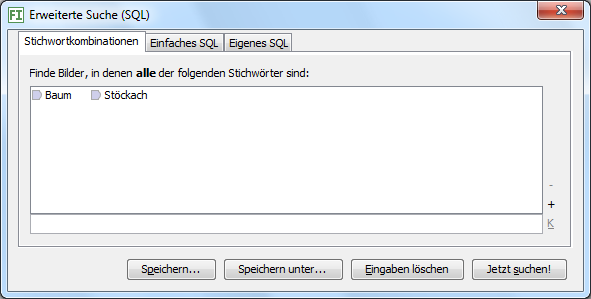 FI Erweiterte Suche (SQL)
Stichwortkombinationen Einfaches SQL Eigenes SQL
Finde Bilder, in denen alle der folgenden Stichwörter sind:
Baum Stöckach
-
+
K
Speichern... Speichern unter... Eingaben löschen Jetzt suchen!